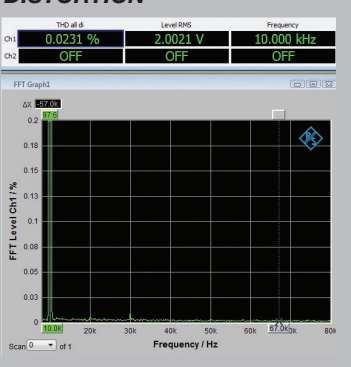 DISTORTION
THD all di Level RMS Frequency
Ch1 0.0231 % 2.0021 V 10.000 kHz
Ch2 OFF OFF OFF
FFT Graph1
ΔX -57.0k
97.6
0.2
0.18
0.15
0.13
0.1
0.08
0.05
0.03
0
FFT Level Ch1 / %
10.0k 20k 30k 40k 50k 60k 67.0k 80k
Scan 0 of 1 Frequency / Hz